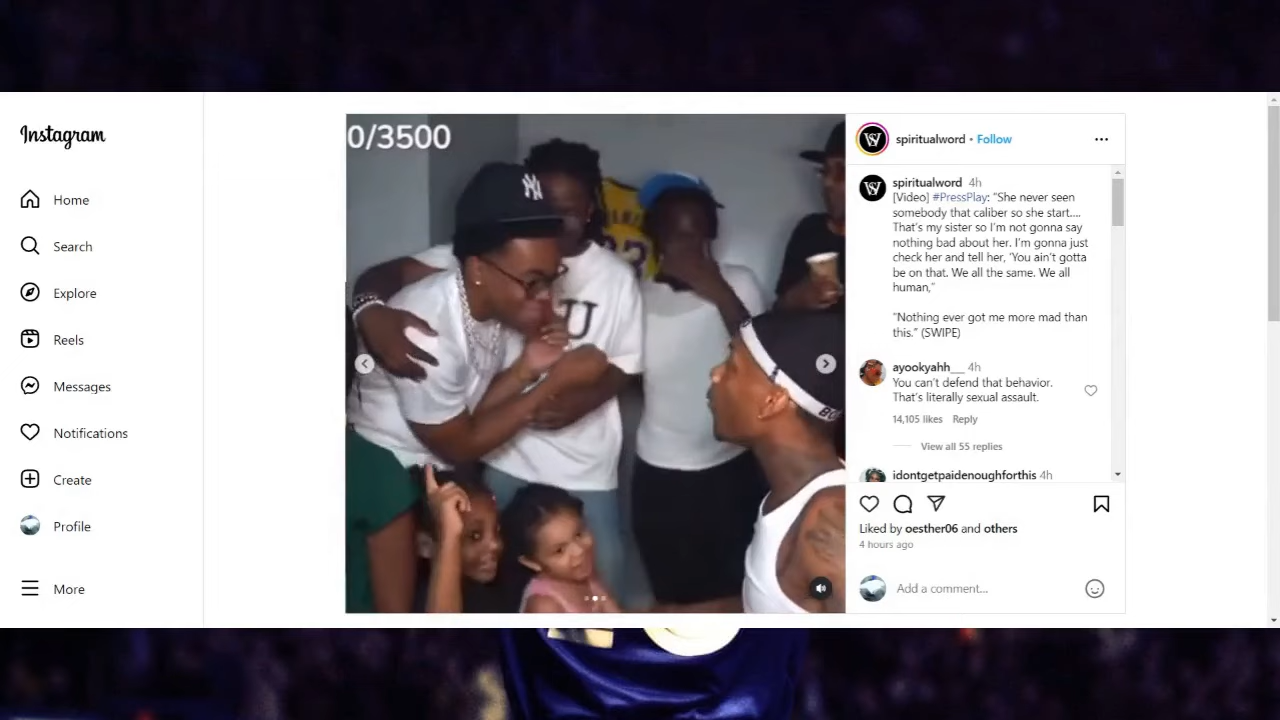 Instagram
Home
Search
Explore
Reels
Messages
Notifications
Create
Profile
More
0/3500
NY
U
spiritualword • Follow
spiritualword 4h
[Video] #PressPlay: "She never seen
somebody that caliber so she start....
That's my sister so I'm not gonna say
nothing bad about her. I'm gonna just
check her and tell her, 'You ain't gotta
be on that. We all the same. We all
human,"
"Nothing ever got me more mad than
this." (SWIPE)
ayookyahh__ 4h
You can't defend that behavior.
That's literally sexual assault.
14,105 likes Reply
View all 55 replies
idontgetpaidenoughforthis 4h
Liked by oesther06 and others
4 hours ago
Add a comment...